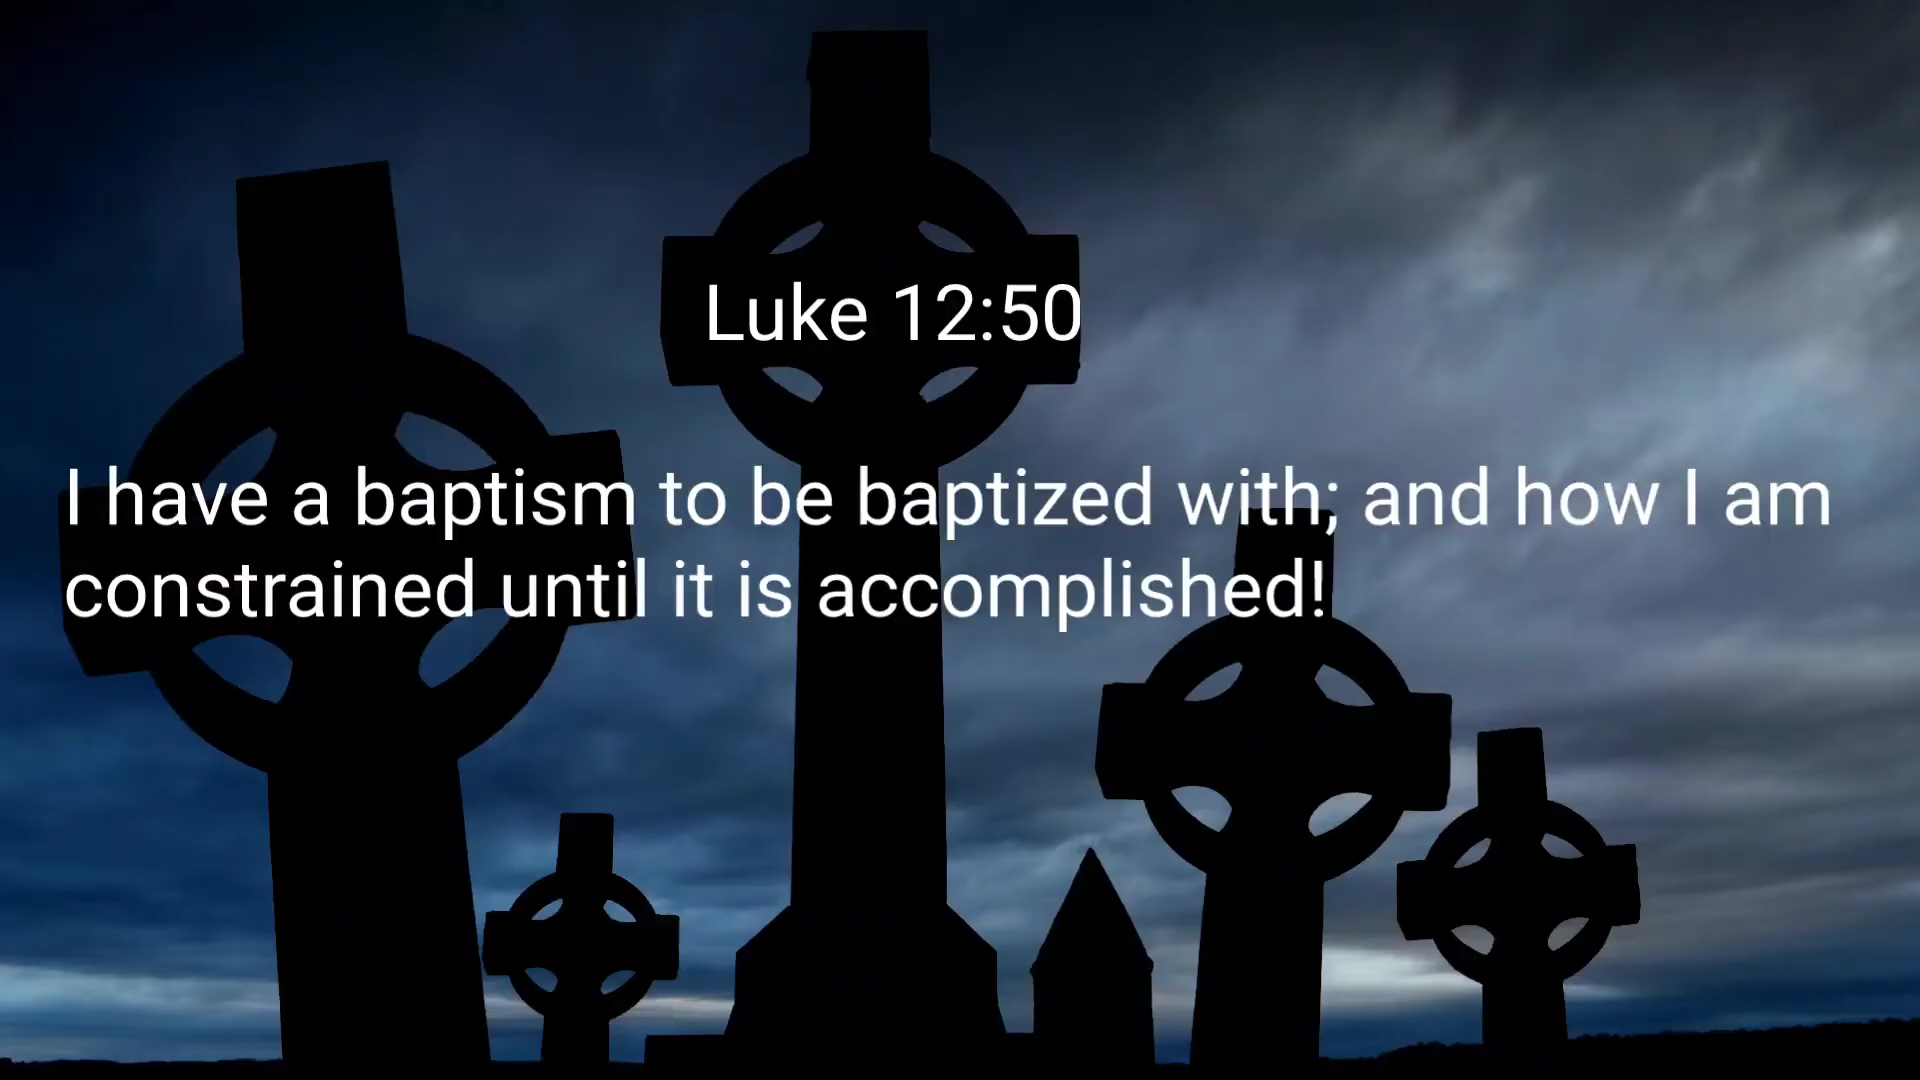 Luke 12:50
I have a baptism to be baptized with; and how I am
constrained until it is accomplished!